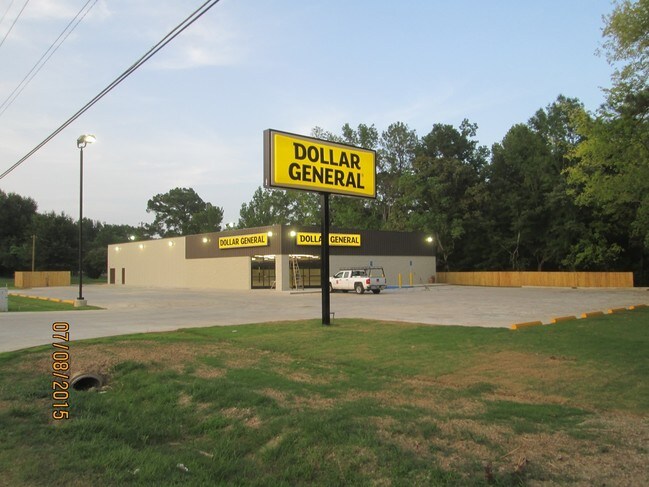 DOLLAR
GENERAL
DOLLAR GENERAL
DOLLAR GENERAL
07/08/2015